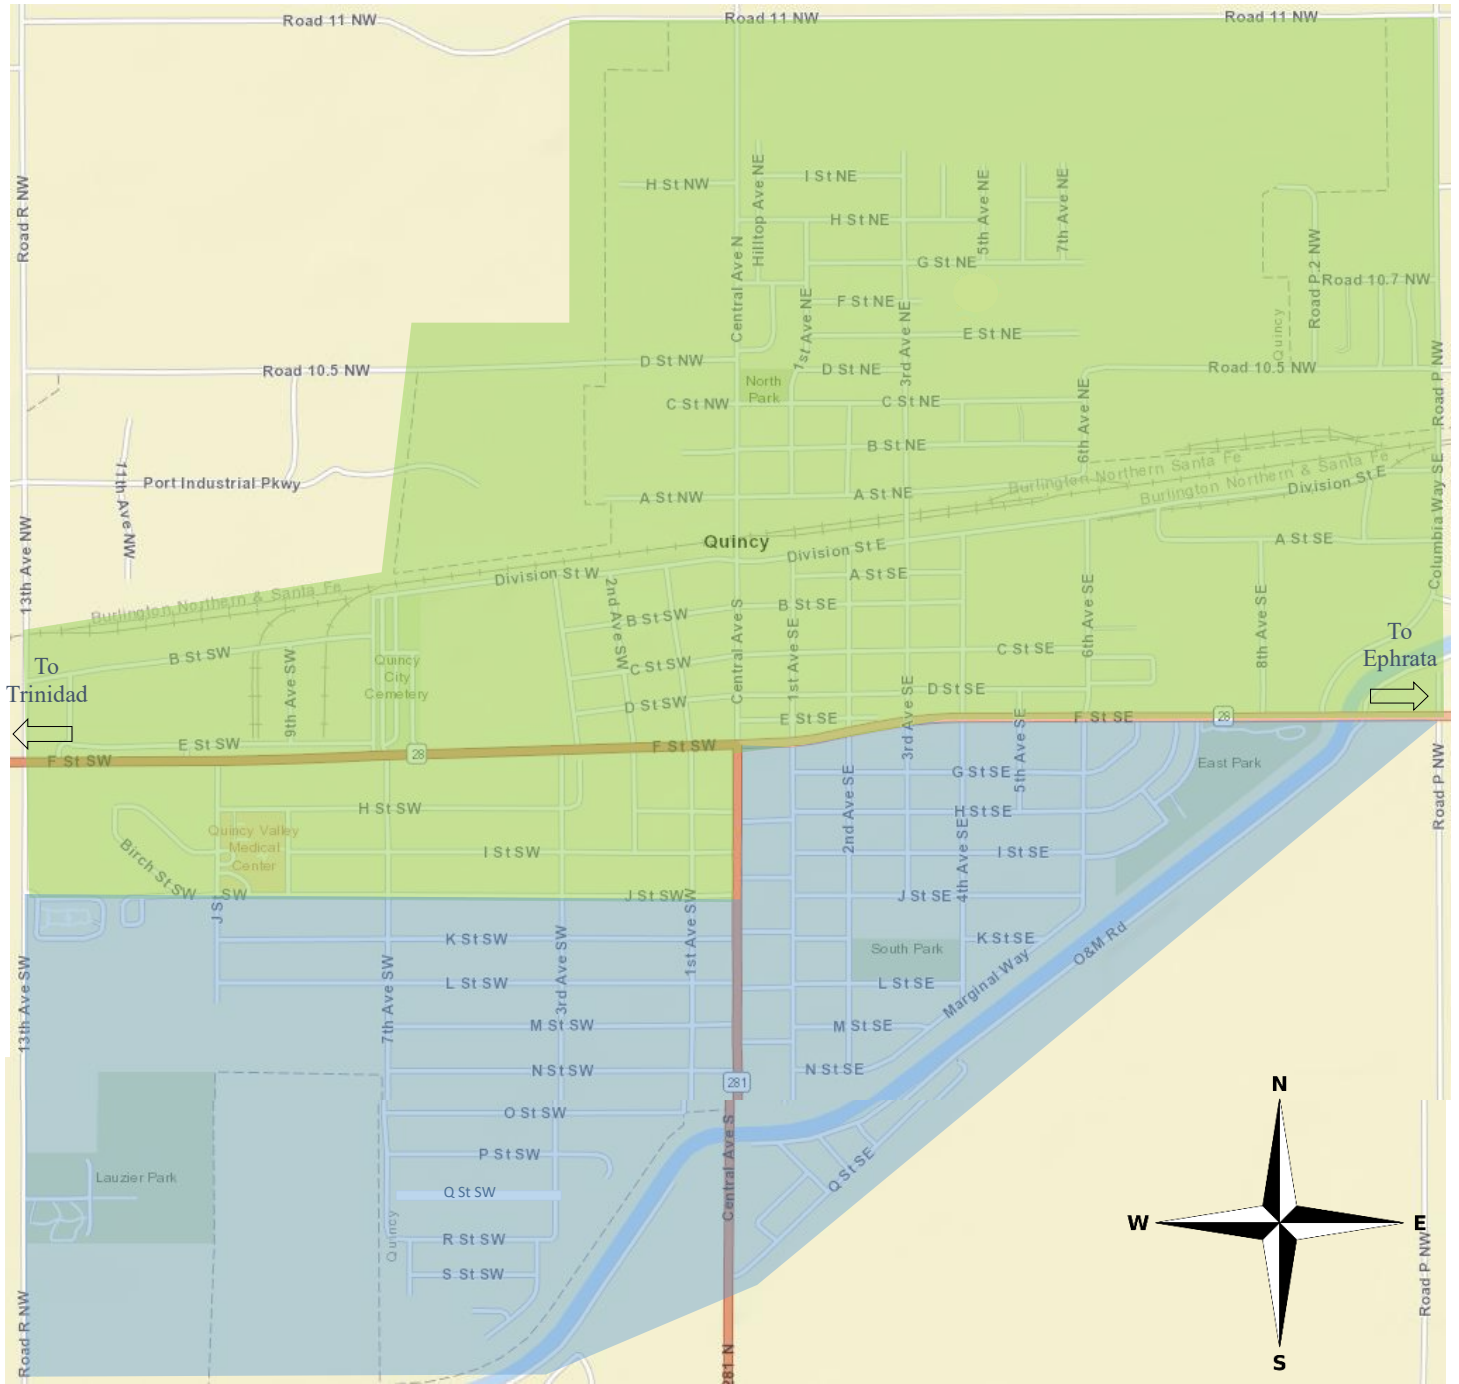 Road 11 NW
Road 11 NW
Road 11 NW
Road R NW
H St NW
Hilltop Ave NE
I St NE
5th Ave NE
7th Ave NE
H St NE
Central Ave N
G St NE
Road P.2 NW
Road 10.7 NW
1st Ave NE
F St NE
3rd Ave NE
E St NE
Quincy
Road 10.5 NW
D St NW
D St NE
Road 10.5 NW
Road P NW
North
Park
C St NW
C St NE
6th Ave NE
B St NE
11th Ave NW
Port Industrial Pkwy
Burlington Northern Santa Fe
Burlington Northern & Santa Fe
Division St E
A St NW
A St NE
13th Ave NW
Quincy
Division St E
A St SE
Columbia Way SE
Burlington Northern & Santa Fe
Division St W
A St SE
2nd Ave SW
B St SW
Central Ave S
B St SE
6th Ave SE
8th Ave SE
To
Trinidad
B St SW
9th Ave SW
Quincy
City
Cemetery
C St SW
1st Ave SE
C St SE
To
Ephrata
D St SW
D St SE
3rd Ave SE
E St SW
E St SE
F St SE
28
F St SW
28
F St SW
5th Ave SE
G St SE
East Park
Road P NW
H St SW
2nd Ave SE
H St SE
Quincy Valley
Medical
Center
Birch St SW
I St SW
4th Ave SE
I St SE
J St SW
J St SW
J St SE
1st Ave SW
K St SW
3rd Ave SW
South Park
K St SE
O&M Rd
13th Ave SW
7th Ave SW
L St SW
L St SE
Marginal Way
M St SW
M St SE
N St SW
N St SE
281
O St SW
Central Ave S
N
P St SW
Lauzier Park
Q St SW
Q St SE
W
E
Quincy
R St SW
S St SW
Road P NW
Road R NW
281 N
S